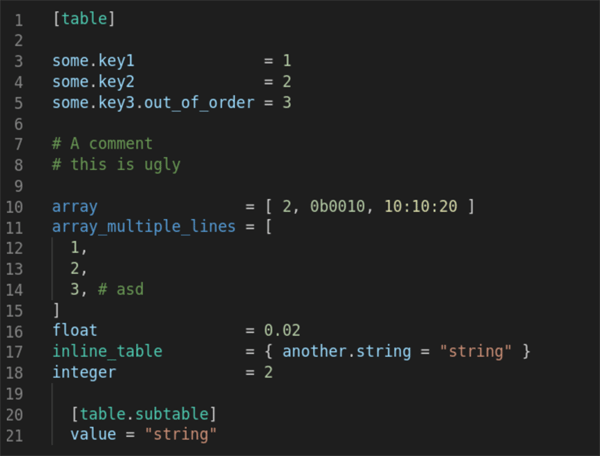 1 [table]
2
3 some.key1              = 1
4 some.key2              = 2
5 some.key3.out_of_order = 3
6
7 # A comment
8 # this is ugly
9
10 array                = [ 2, 0b0010, 10:10:20 ]
11 array_multiple_lines = [
12   1,
13   2,
14   3, # asd
15 ]
16 float                = 0.02
17 inline_table         = { another.string = "string" }
18 integer              = 2
19
20   [table.subtable]
21   value = "string"